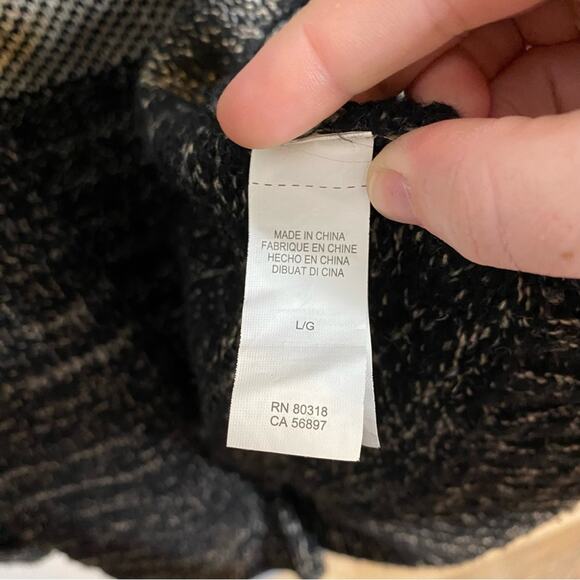 MADE IN CHINA
FABRIQUE EN CHINE
HECHO EN CHINA
DIBUAT DI CINA
L/G
RN 80318
CA 56897